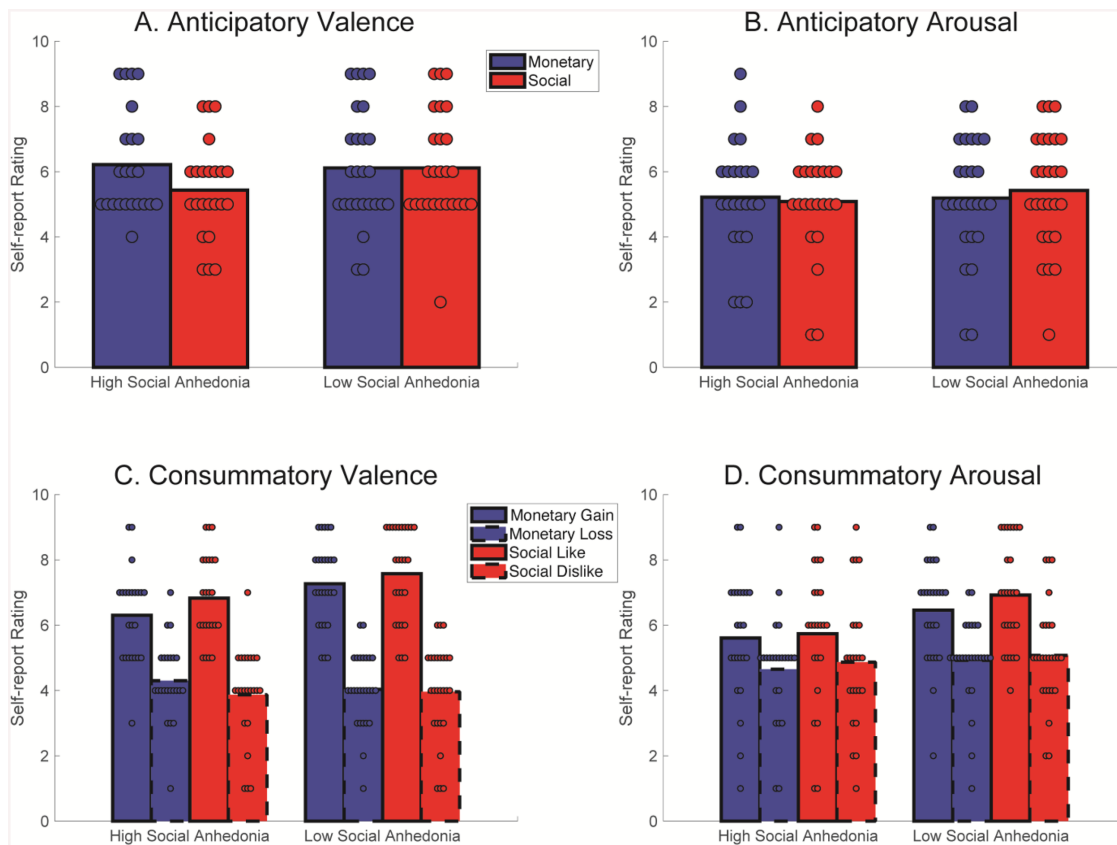 A. Anticipatory Valence
10
8
6
4
2
0
Self-report Rating
Monetary
Social
High Social Anhedonia
Low Social Anhedonia
B. Anticipatory Arousal
10
8
6
4
2
0
Self-report Rating
High Social Anhedonia
Low Social Anhedonia
C. Consummatory Valence
10
8
6
4
2
0
Self-report Rating
Monetary Gain
Monetary Loss
Social Like
Social Dislike
High Social Anhedonia
Low Social Anhedonia
D. Consummatory Arousal
10
8
6
4
2
0
Self-report Rating
High Social Anhedonia
Low Social Anhedonia